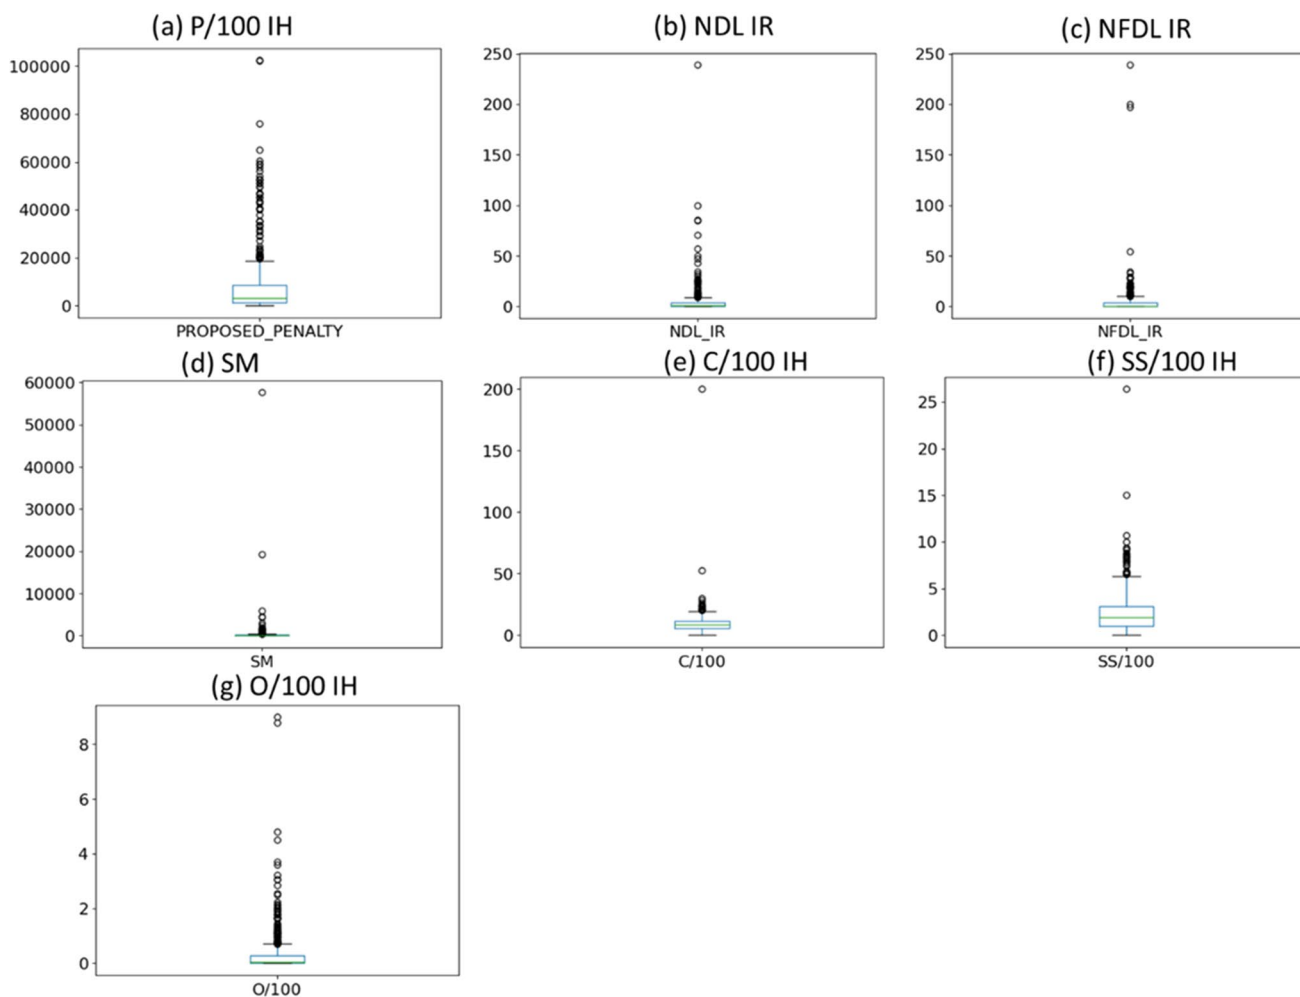 (a) P/100 IH
100000
80000
60000
40000
20000
0
PROPOSED_PENALTY
(b) NDL IR
250
200
150
100
50
0
NDL_IR
(c) NFDL IR
250
200
150
100
50
0
NFDL_IR
(d) SM
60000
50000
40000
30000
20000
10000
0
SM
(e) C/100 IH
200
150
100
50
0
C/100
(f) SS/100 IH
25
20
15
10
5
0
SS/100
(g) O/100 IH
8
6
4
2
0
O/100